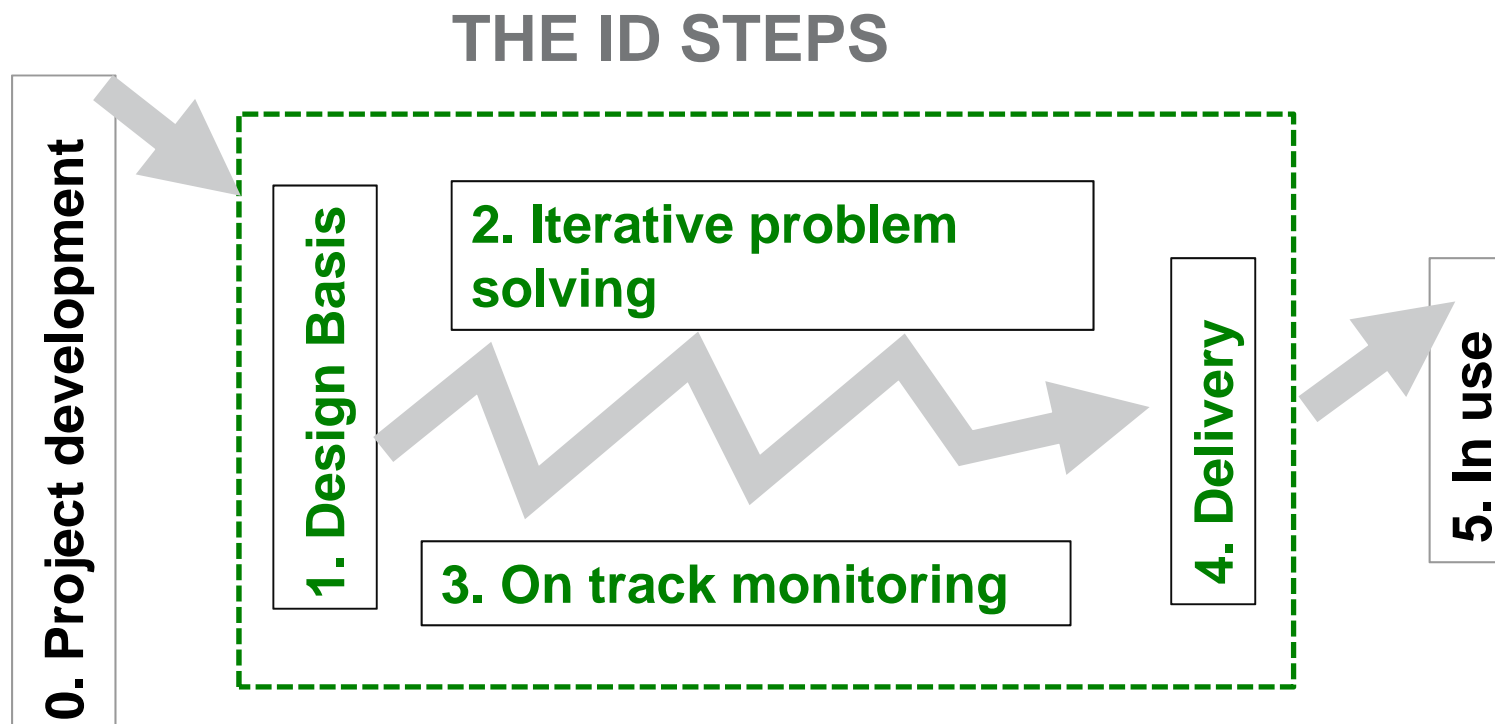 THE ID STEPS
0. Project development
1. Design Basis
2. Iterative problem
solving
3. On track monitoring
4. Delivery
5. In use